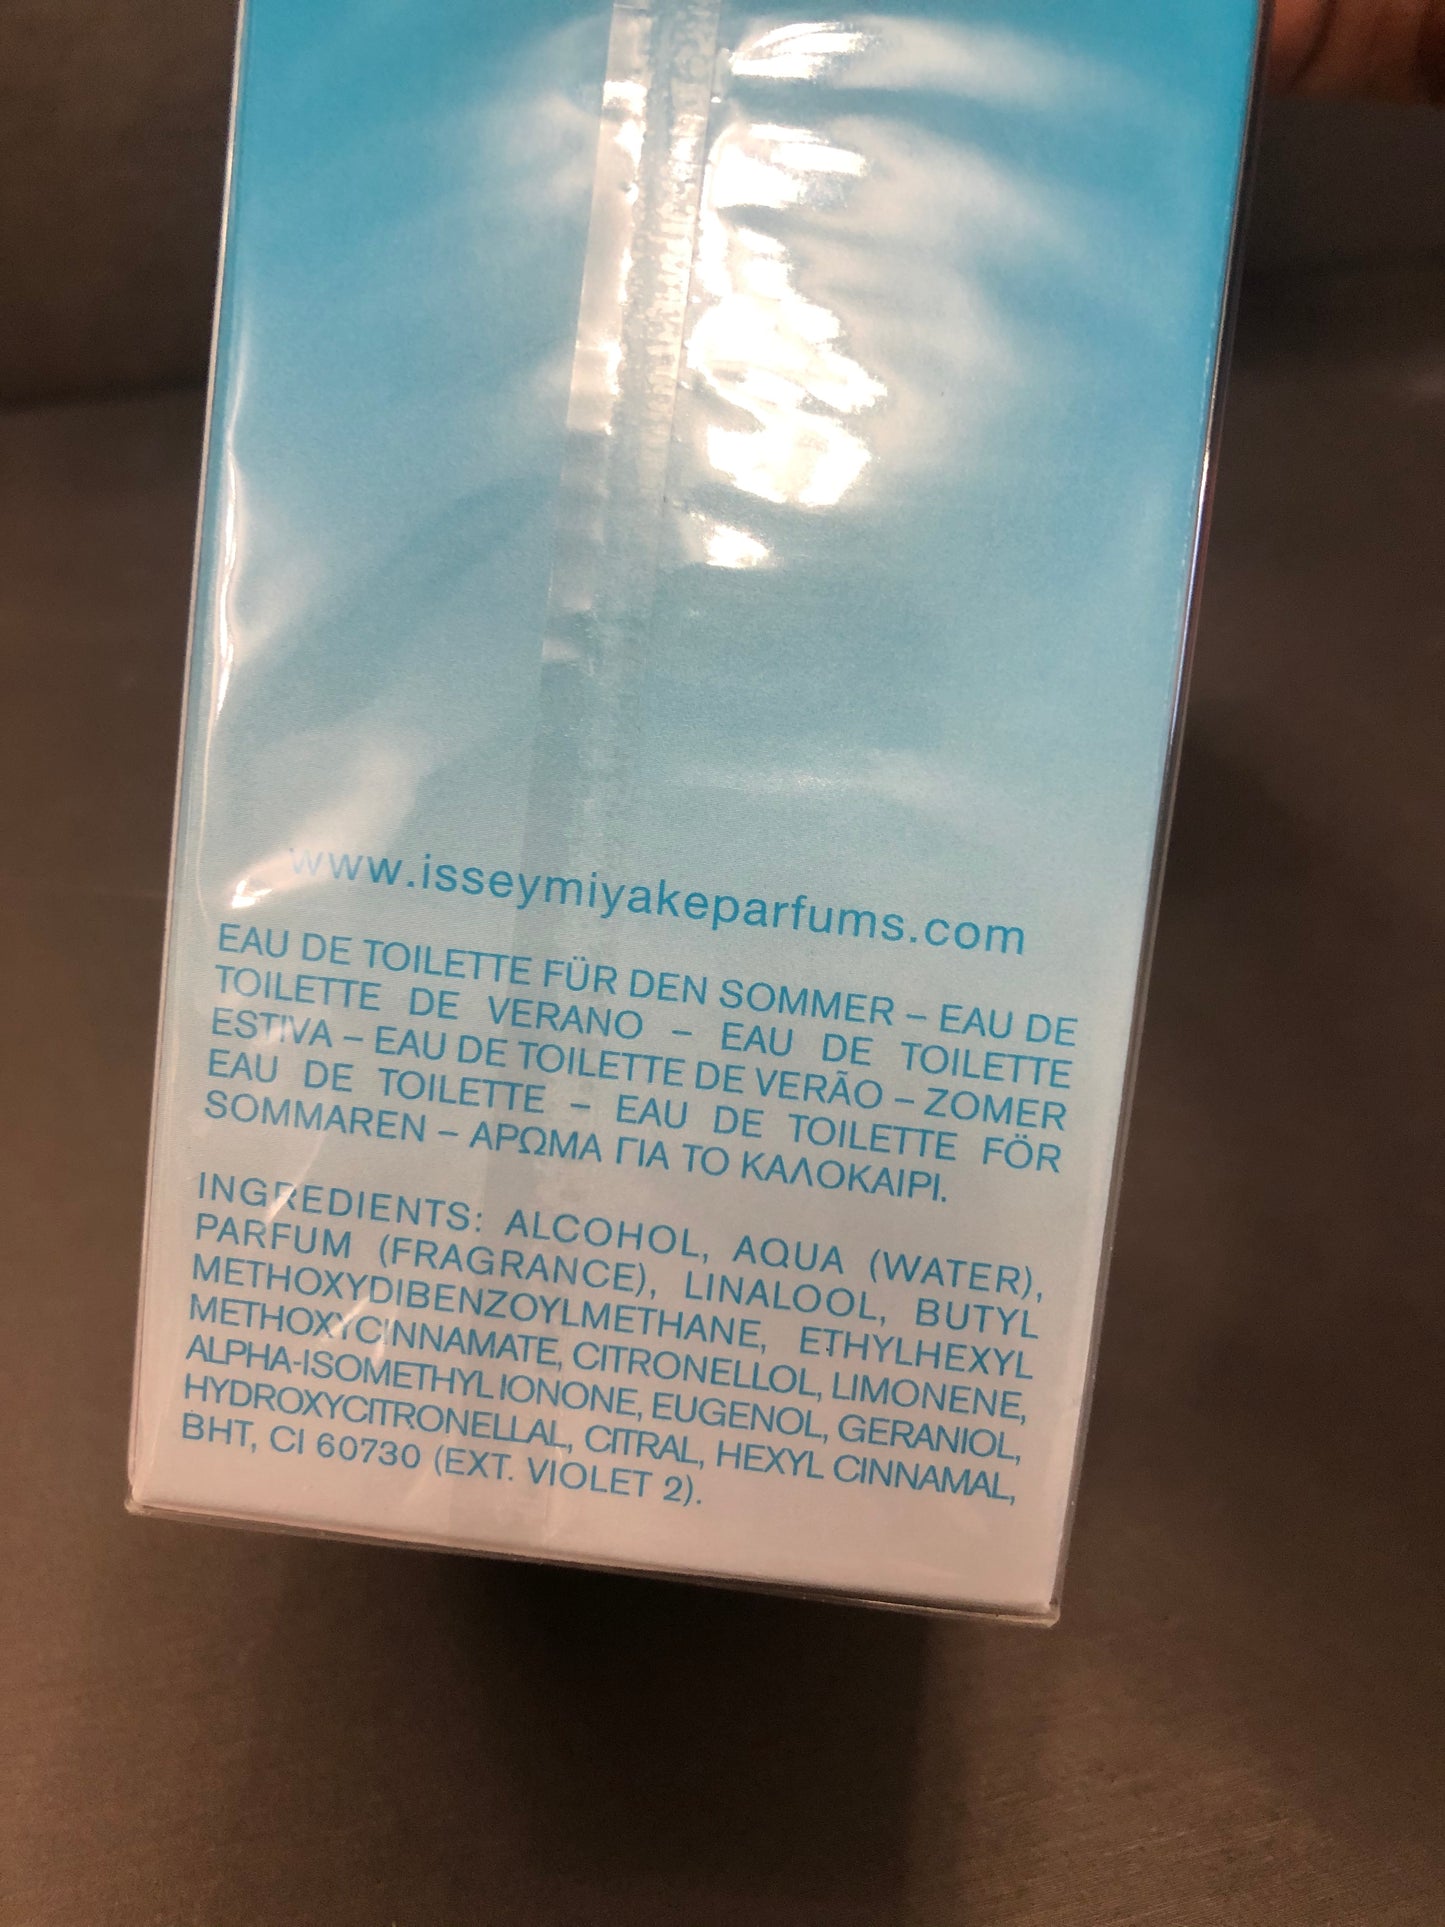 www.isseymiyakeparfums.com
EAU DE TOILETTE FÜR DEN SOMMER – EAU DE
TOILETTE DE VERANO – EAU DE TOILETTE
ESTIVA – EAU DE TOILETTE DE VERÃO – ZOMER
EAU DE TOILETTE – EAU DE TOILETTE FÖR
SOMMAREN – ΑΡΩΜΑ ΓΙΑ ΤΟ ΚΑΛΟΚΑΙΡΙ.
INGREDIENTS: ALCOHOL, AQUA (WATER),
PARFUM (FRAGRANCE), LINALOOL, BUTYL
METHOXYDIBENZOYLMETHANE, ETHYLHEXYL
METHOXYCINNAMATE, CITRONELLOL, LIMONENE,
ALPHA-ISOMETHYL IONONE, EUGENOL, GERANIOL,
HYDROXYCITRONELLAL, CITRAL, HEXYL CINNAMAL,
BHT, CI 60730 (EXT. VIOLET 2).